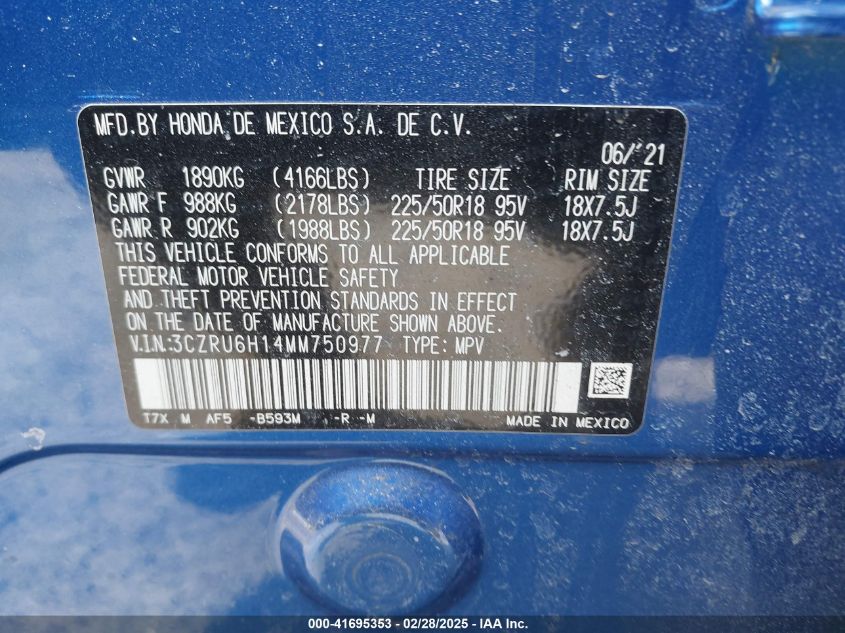 MFD.BY HONDA DE MEXICO S.A. DE C.V.
06/'21
GVWR 1890KG (4166LBS) TIRE SIZE RIM SIZE
GAWR F 988KG (2178LBS) 225/50R18 95V 18X7.5J
GAWR R 902KG (1988LBS) 225/50R18 95V 18X7.5J
THIS VEHICLE CONFORMS TO ALL APPLICABLE
FEDERAL MOTOR VEHICLE SAFETY
AND THEFT PREVENTION STANDARDS IN EFFECT
ON THE DATE OF MANUFACTURE SHOWN ABOVE.
V.I.N:3CZRU6H14MM750977 TYPE: MPV
T7X M AF5 -B593M -R -M MADE IN MEXICO
000-41695353 - 02/28/2025 - IAA Inc.